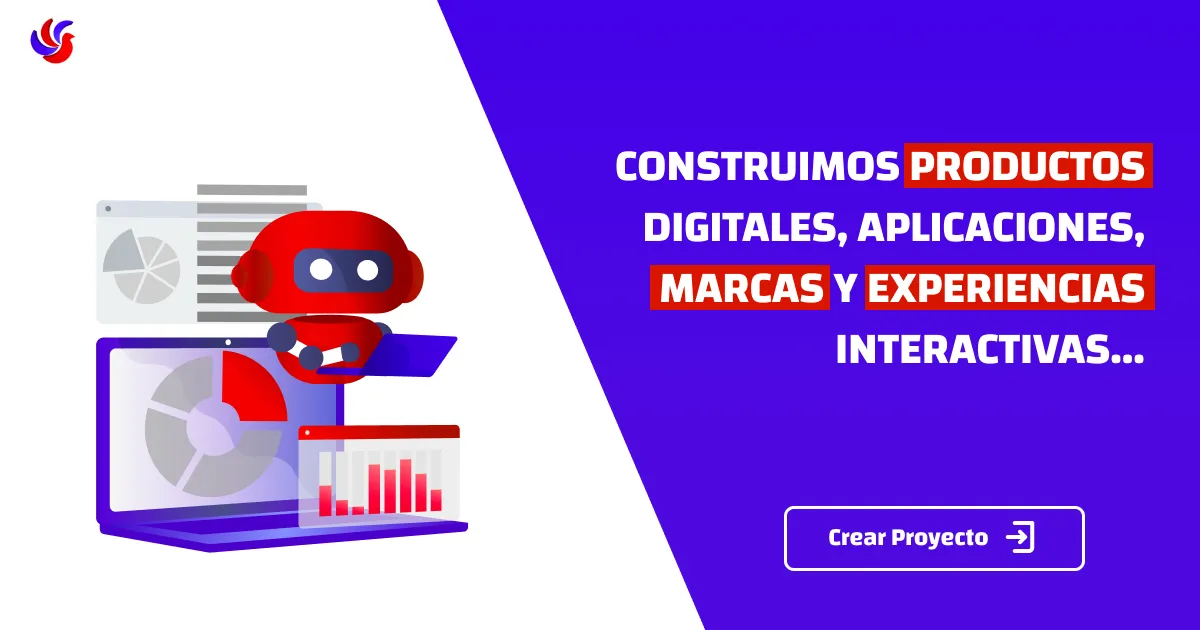 CONSTRUIMOS PRODUCTOS
DIGITALES, APLICACIONES,
MARCAS Y EXPERIENCIAS
INTERACTIVAS...
Crear Proyecto